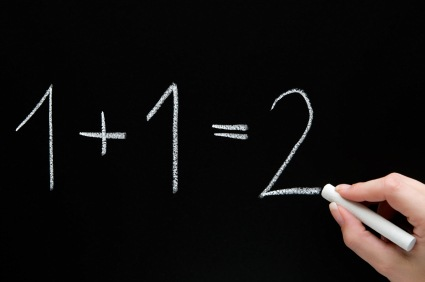 1 + 1 = 2